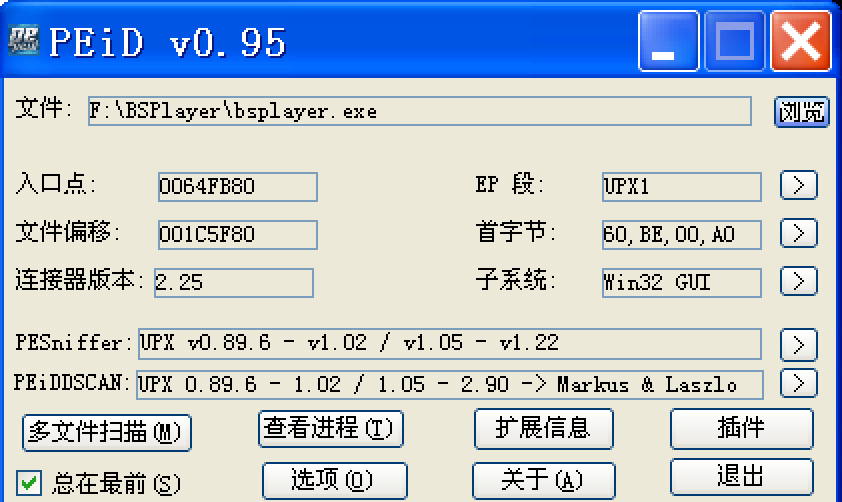 PEiD v0.95
文件: F:\BSPlayer\bsplayer.exe 浏览
入口点: 0064FB80 EP 段: UPX1 >
文件偏移: 001C5F80 首字节: 60,BE,00,A0 >
连接器版本: 2.25 子系统: Win32 GUI >
PESniffer: UPX v0.89.6 - v1.02 / v1.05 - v1.22 >
PEiDDSCAN: UPX 0.89.6 - 1.02 / 1.05 - 2.90 -> Markus & Laszlo >
多文件扫描(M) 查看进程(T) 扩展信息 插件
总在最前(S) 选项(O) 关于(A) 退出